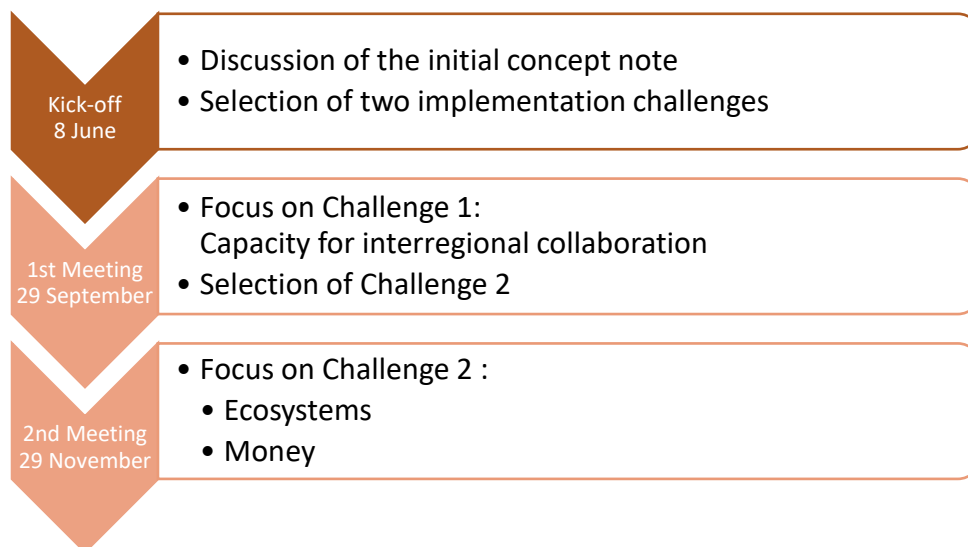 Kick-off
8 June
• Discussion of the initial concept note
• Selection of two implementation challenges
1st Meeting
29 September
• Focus on Challenge 1:
Capacity for interregional collaboration
• Selection of Challenge 2
2nd Meeting
29 November
• Focus on Challenge 2 :
• Ecosystems
• Money